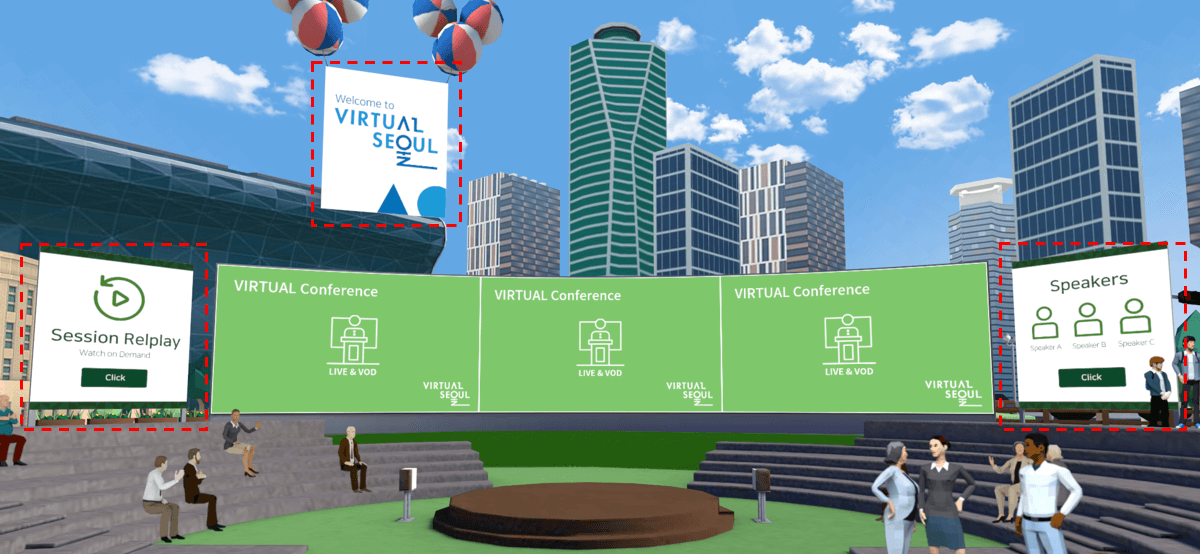 Welcome to
VIRTUAL
SEOUL
Session Relplay
Watch on Demand
Click
VIRTUAL Conference
LIVE & VOD
VIRTUAL
SEOUL
VIRTUAL Conference
LIVE & VOD
VIRTUAL
SEOUL
VIRTUAL Conference
LIVE & VOD
VIRTUAL
SEOUL
Speakers
Speaker A Speaker B Speaker C
Click